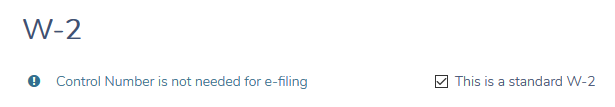 W-2
Control Number is not needed for e-filing
This is a standard W-2